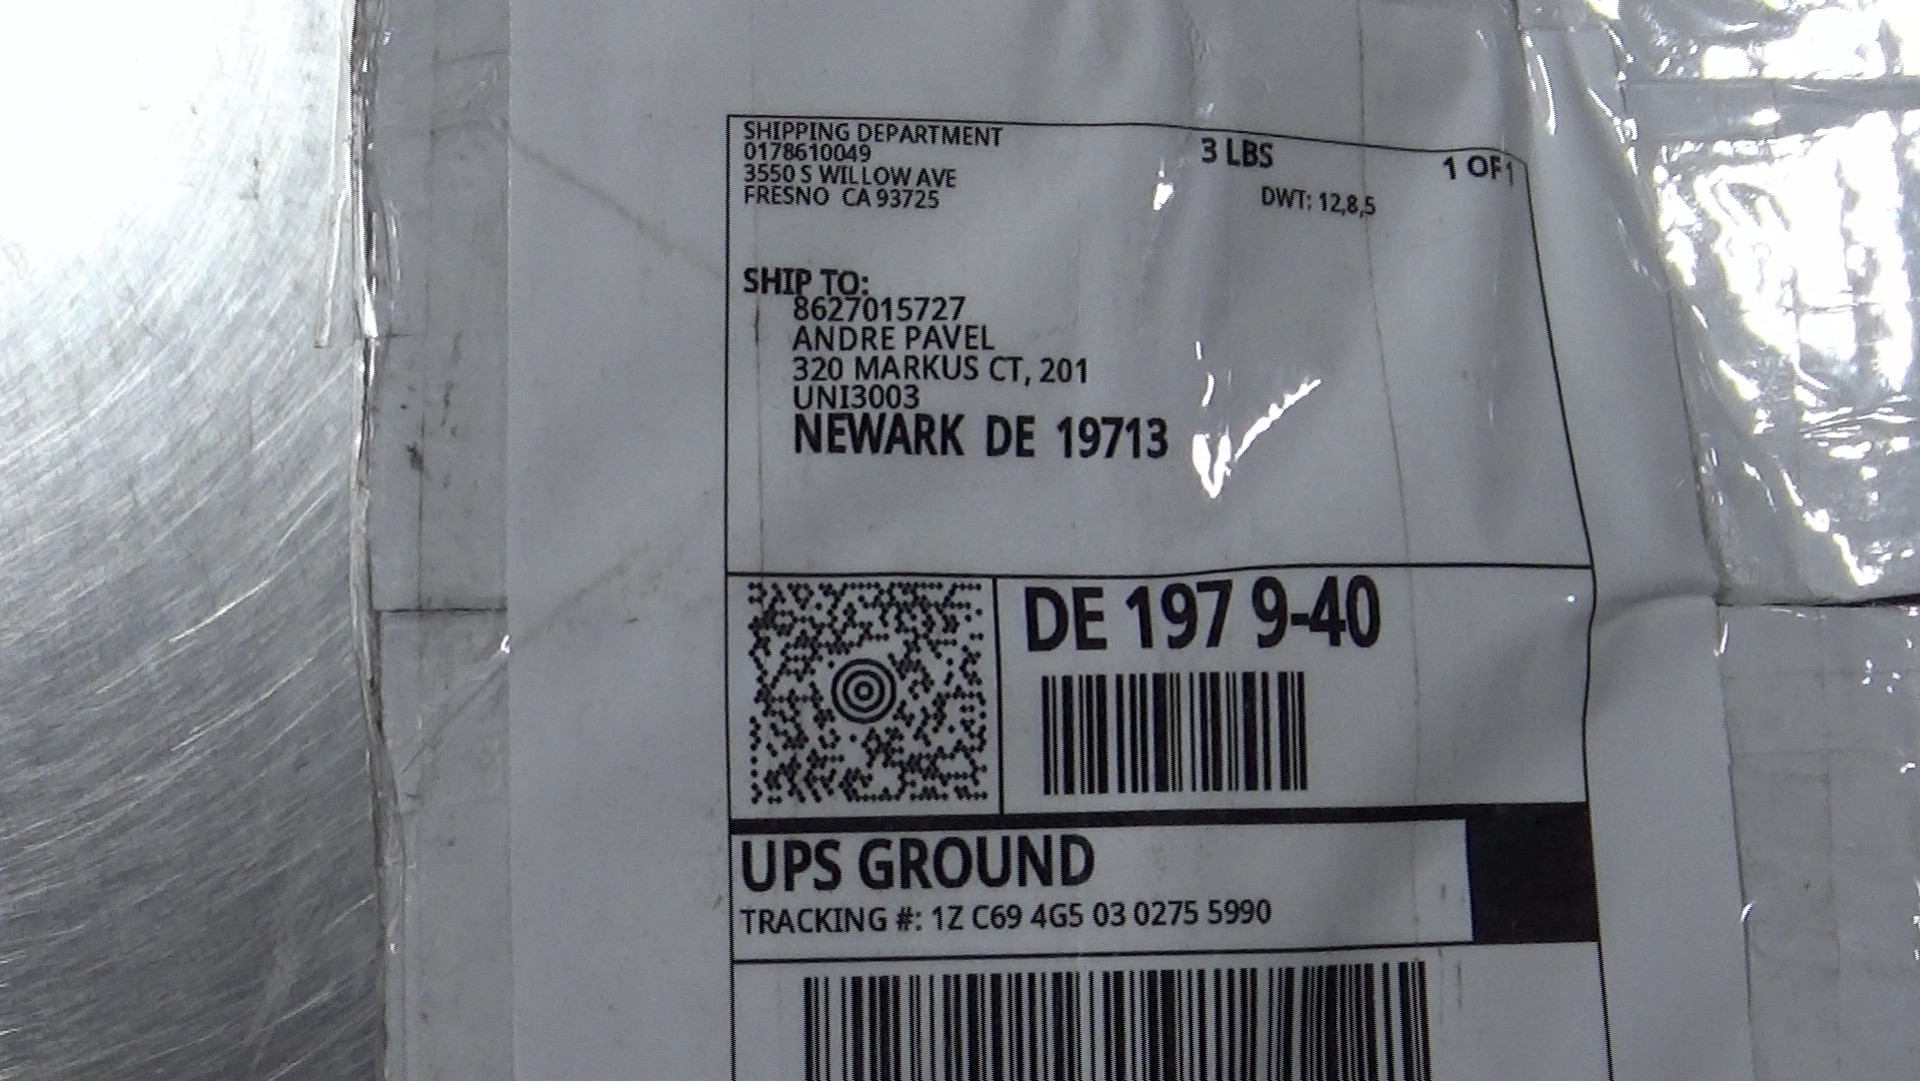 SHIPPING DEPARTMENT
0178610049
3550 S WILLOW AVE
FRESNO CA 93725
3 LBS
1 OF 1
DWT: 12,8,5
SHIP TO:
8627015727
ANDRE PAVEL
320 MARKUS CT, 201
UNI3003
NEWARK DE 19713
DE 197 9-40
UPS GROUND
TRACKING #: 1Z C69 4G5 03 0275 5990